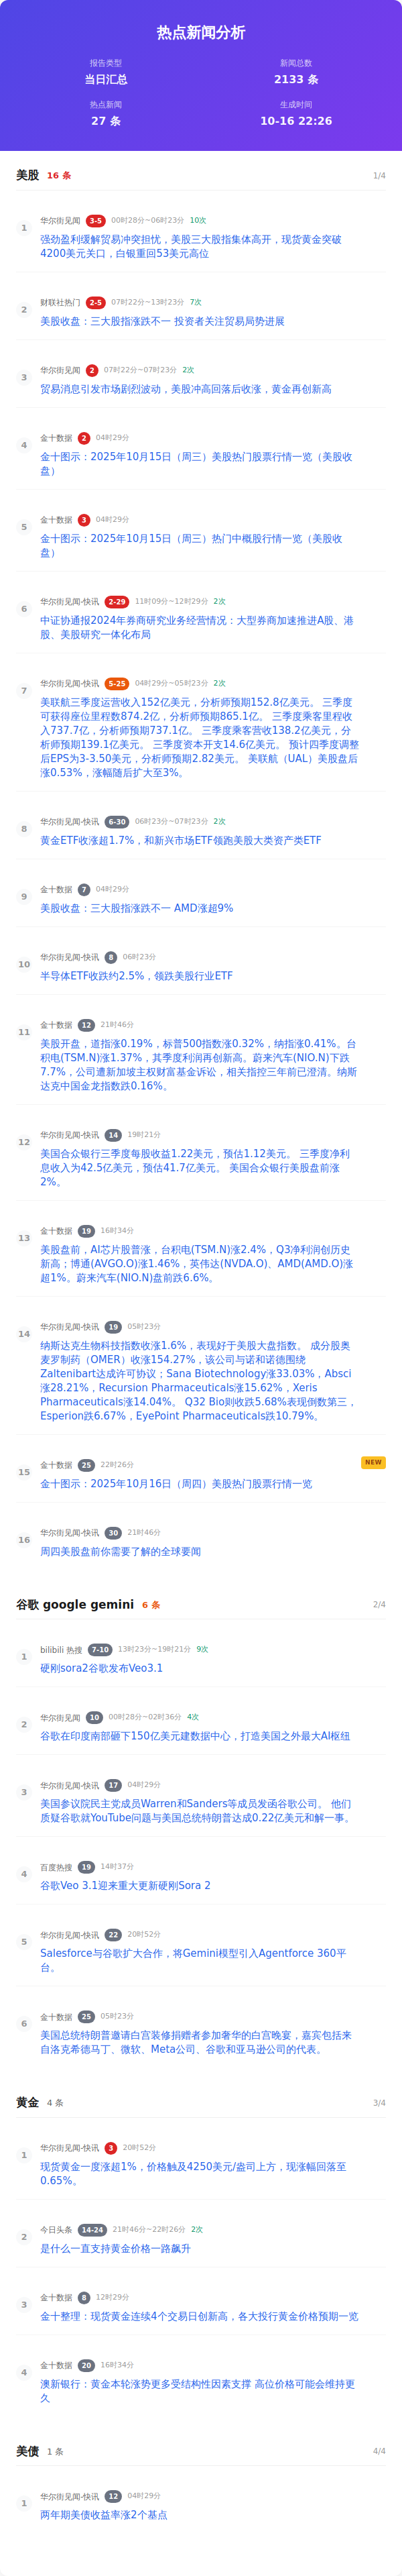 热点新闻分析
报告类型
新闻总数
当日汇总
2133 条
热点新闻
生成时间
27 条
10-16 22:26
美股 16 条 1/4
1 华尔街见闻 3-5 00时28分~06时23分 10次
强劲盈利缓解贸易冲突担忧，美股三大股指集体高开，现货黄金突破
4200美元关口，白银重回53美元高位
2 财联社热门 2-5 07时22分~13时23分 7次
美股收盘：三大股指涨跌不一 投资者关注贸易局势进展
3 华尔街见闻 2 07时22分~07时23分 2次
贸易消息引发市场剧烈波动，美股冲高回落后收涨，黄金再创新高
4 金十数据 2 04时29分
金十图示：2025年10月15日（周三）美股热门股票行情一览（美股收
盘）
5 金十数据 3 04时29分
金十图示：2025年10月15日（周三）热门中概股行情一览（美股收
盘）
6 华尔街见闻-快讯 2-29 11时09分~12时29分 2次
中证协通报2024年券商研究业务经营情况：大型券商加速推进A股、港
股、美股研究一体化布局
7 华尔街见闻-快讯 5-25 04时29分~05时23分 2次
美联航三季度运营收入152亿美元，分析师预期152.8亿美元。 三季度
可获得座位里程数874.2亿，分析师预期865.1亿。 三季度乘客里程收
入737.7亿，分析师预期737.1亿。 三季度乘客营收138.2亿美元，分
析师预期139.1亿美元。 三季度资本开支14.6亿美元。 预计四季度调整
后EPS为3-3.50美元，分析师预期2.82美元。 美联航（UAL）美股盘后
涨0.53%，涨幅随后扩大至3%。
8 华尔街见闻-快讯 6-30 06时23分~07时23分 2次
黄金ETF收涨超1.7%，和新兴市场ETF领跑美股大类资产类ETF
9 金十数据 7 04时29分
美股收盘：三大股指涨跌不一 AMD涨超9%
10 华尔街见闻-快讯 8 06时23分
半导体ETF收跌约2.5%，领跌美股行业ETF
11 金十数据 12 21时46分
美股开盘，道指涨0.19%，标普500指数涨0.32%，纳指涨0.41%。台
积电(TSM.N)涨1.37%，其季度利润再创新高。蔚来汽车(NIO.N)下跌
7.7%，公司遭新加坡主权财富基金诉讼，相关指控三年前已澄清。纳斯
达克中国金龙指数跌0.16%。
12 华尔街见闻-快讯 14 19时21分
美国合众银行三季度每股收益1.22美元，预估1.12美元。 三季度净利
息收入为42.5亿美元，预估41.7亿美元。 美国合众银行美股盘前涨
2%。
13 金十数据 19 16时34分
美股盘前，AI芯片股普涨，台积电(TSM.N)涨2.4%，Q3净利润创历史
新高；博通(AVGO.O)涨1.46%，英伟达(NVDA.O)、AMD(AMD.O)涨
超1%。蔚来汽车(NIO.N)盘前跌6.6%。
14 华尔街见闻-快讯 19 05时23分
纳斯达克生物科技指数收涨1.6%，表现好于美股大盘指数。 成分股奥
麦罗制药（OMER）收涨154.27%，该公司与诺和诺德围绕
Zaltenibart达成许可协议；Sana Biotechnology涨33.03%，Absci
涨28.21%，Recursion Pharmaceuticals涨15.62%，Xeris
Pharmaceuticals涨14.04%。 Q32 Bio则收跌5.68%表现倒数第三，
Esperion跌6.67%，EyePoint Pharmaceuticals跌10.79%。
15 金十数据 25 22时26分 NEW
金十图示：2025年10月16日（周四）美股热门股票行情一览
16 华尔街见闻-快讯 30 21时46分
周四美股盘前你需要了解的全球要闻
谷歌 google gemini 6 条 2/4
1 bilibili 热搜 7-10 13时23分~19时21分 9次
硬刚sora2谷歌发布Veo3.1
2 华尔街见闻 10 00时28分~02时36分 4次
谷歌在印度南部砸下150亿美元建数据中心，打造美国之外最大AI枢纽
3 华尔街见闻-快讯 17 04时29分
美国参议院民主党成员Warren和Sanders等成员发函谷歌公司。 他们
质疑谷歌就YouTube问题与美国总统特朗普达成0.22亿美元和解一事。
4 百度热搜 19 14时37分
谷歌Veo 3.1迎来重大更新硬刚Sora 2
5 华尔街见闻-快讯 22 20时52分
Salesforce与谷歌扩大合作，将Gemini模型引入Agentforce 360平
台。
6 金十数据 25 05时23分
美国总统特朗普邀请白宫装修捐赠者参加奢华的白宫晚宴，嘉宾包括来
自洛克希德马丁、微软、Meta公司、谷歌和亚马逊公司的代表。
黄金 4 条 3/4
1 华尔街见闻-快讯 3 20时52分
现货黄金一度涨超1%，价格触及4250美元/盎司上方，现涨幅回落至
0.65%。
2 今日头条 14-24 21时46分~22时26分 2次
是什么一直支持黄金价格一路飙升
3 金十数据 8 12时29分
金十整理：现货黄金连续4个交易日创新高，各大投行黄金价格预期一览
4 金十数据 20 16时34分
澳新银行：黄金本轮涨势更多受结构性因素支撑 高位价格可能会维持更
久
美债 1 条 4/4
1 华尔街见闻-快讯 12 04时29分
两年期美债收益率涨2个基点